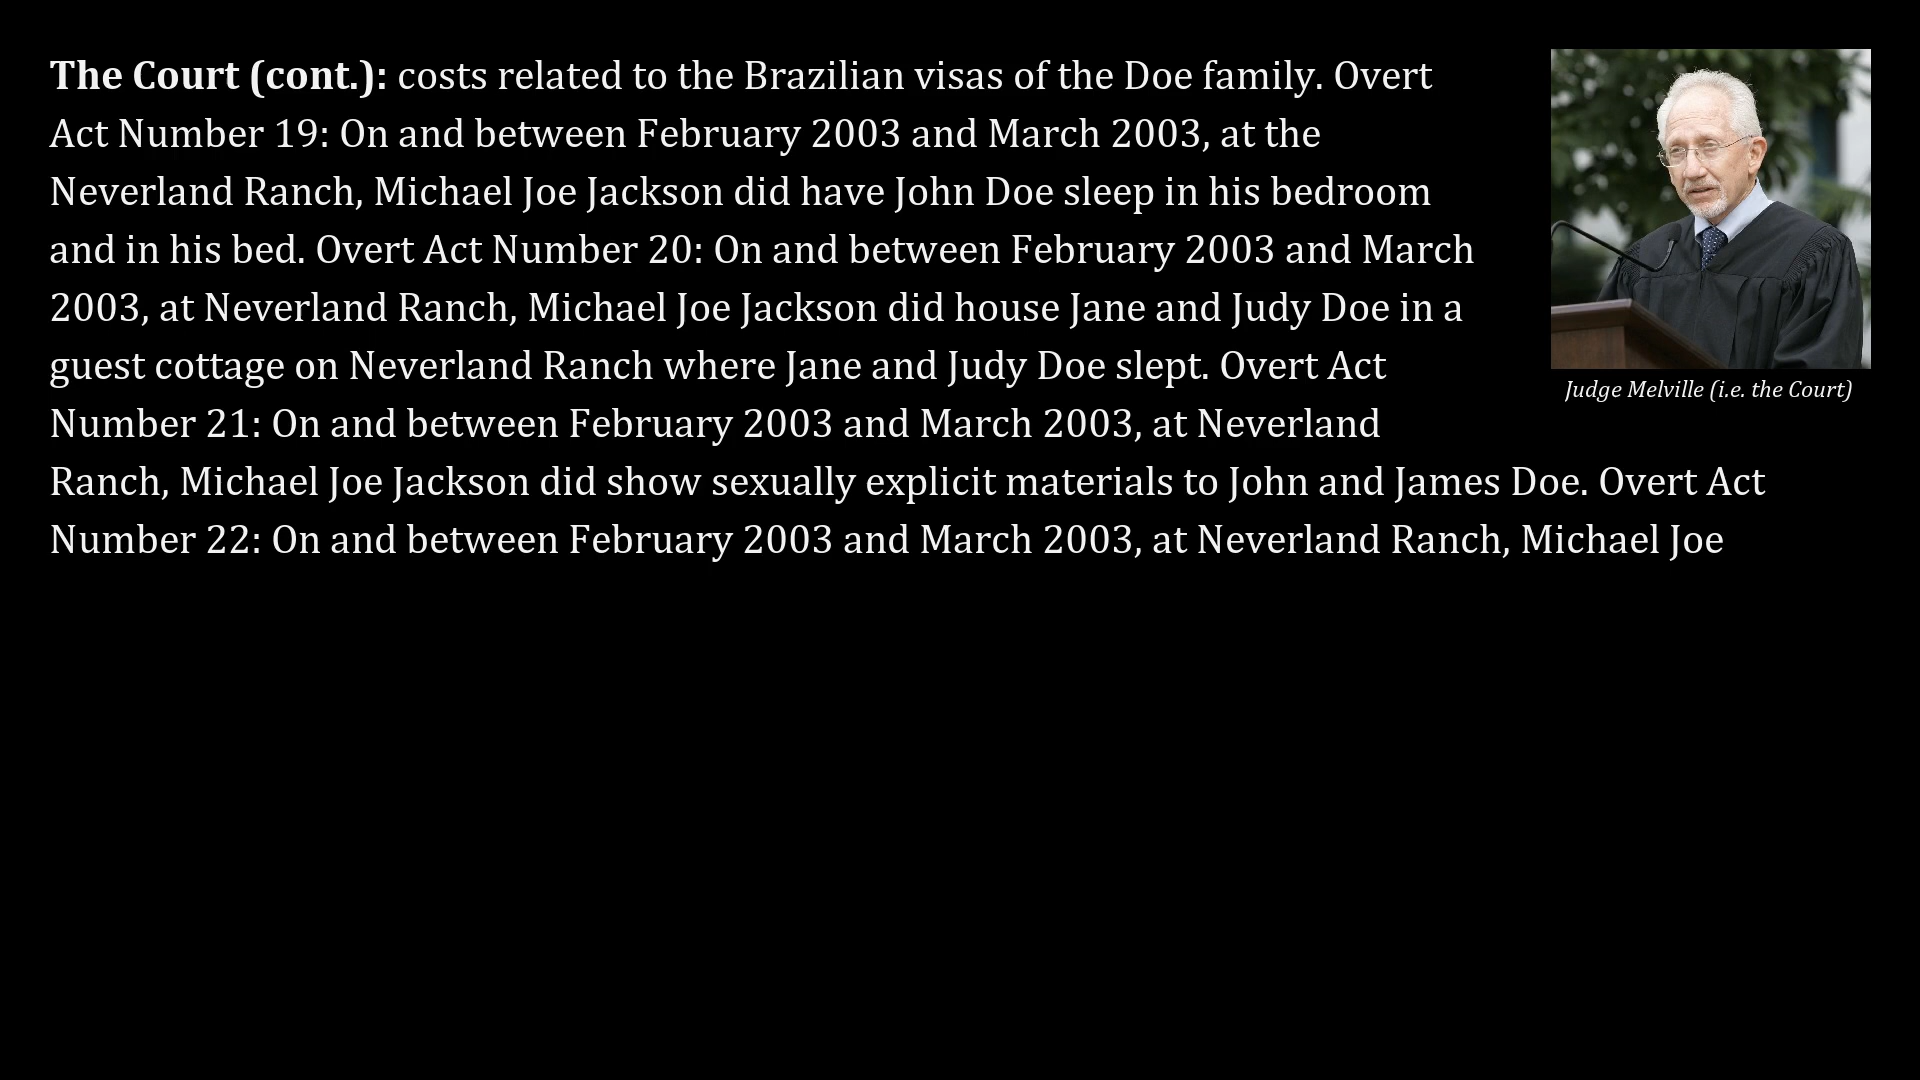 The Court (cont.): costs related to the Brazilian visas of the Doe family. Overt
Act Number 19: On and between February 2003 and March 2003, at the
Neverland Ranch, Michael Joe Jackson did have John Doe sleep in his bedroom
and in his bed. Overt Act Number 20: On and between February 2003 and March
2003, at Neverland Ranch, Michael Joe Jackson did house Jane and Judy Doe in a
guest cottage on Neverland Ranch where Jane and Judy Doe slept. Overt Act
Number 21: On and between February 2003 and March 2003, at Neverland
Ranch, Michael Joe Jackson did show sexually explicit materials to John and James Doe. Overt Act
Number 22: On and between February 2003 and March 2003, at Neverland Ranch, Michael Joe
Judge Melville (i.e. the Court)